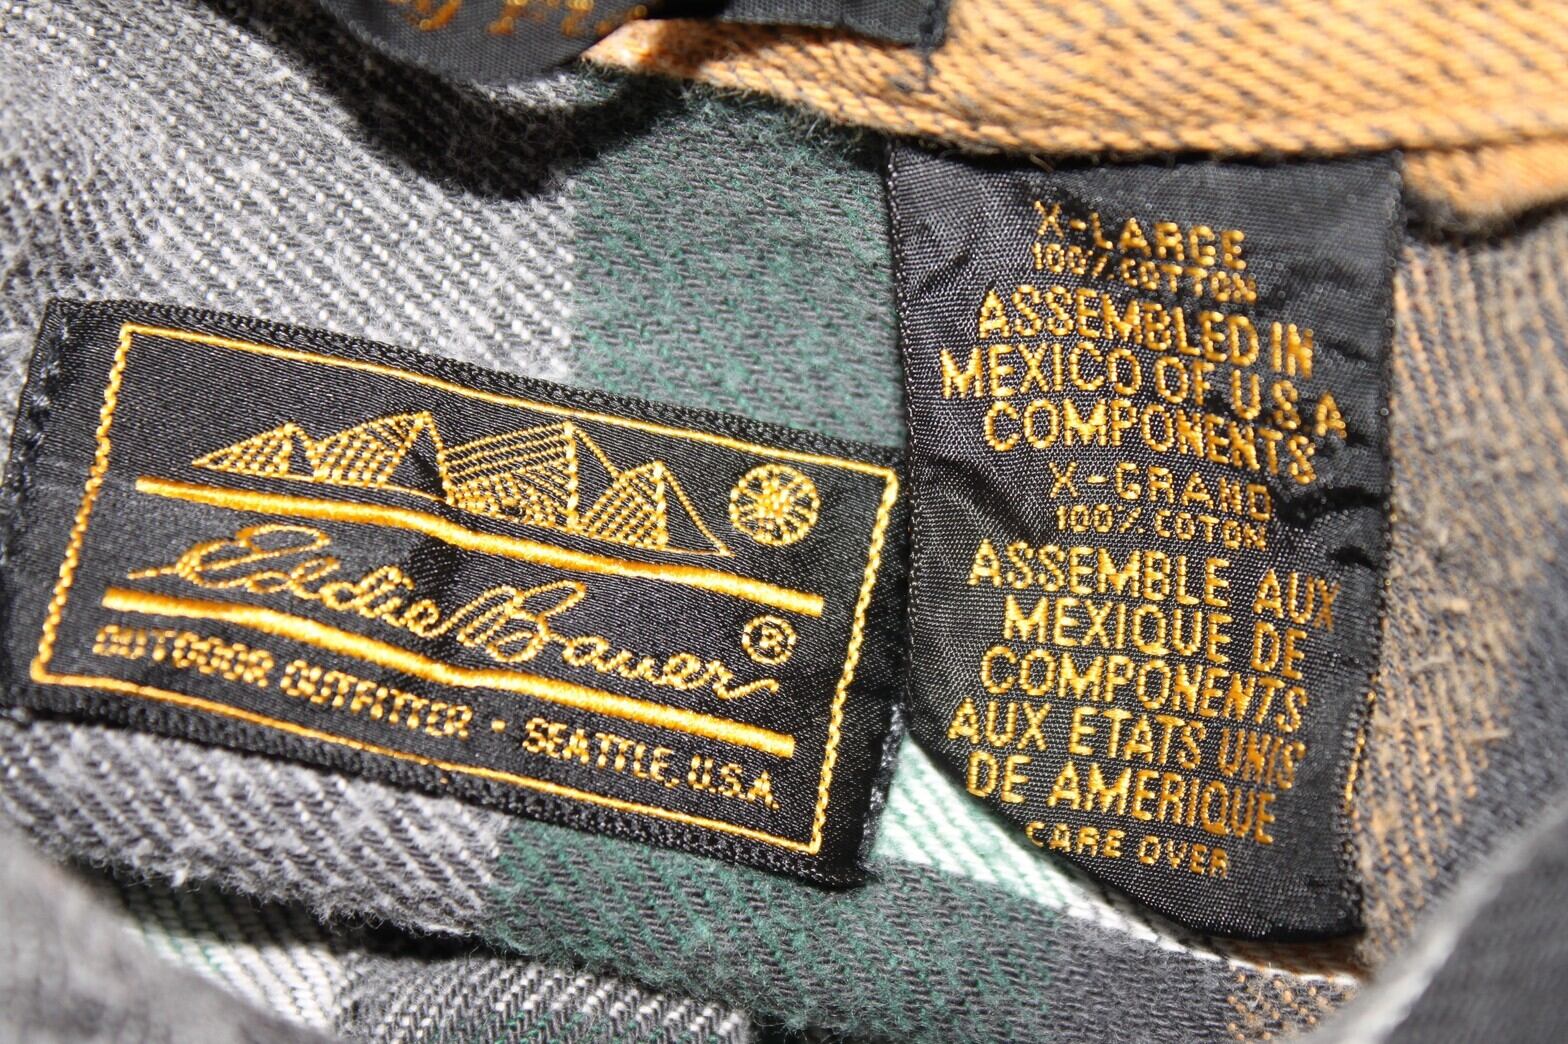 Eddie Bauer ®
OUTDOOR OUTFITTER · SEATTLE, U.S.A.
X-LARGE
100% COTTON
ASSEMBLED IN
MEXICO OF U.S.A
COMPONENTS
X-GRAND
100% COTON
ASSEMBLE AUX
MEXIQUE DE
COMPONENTS
AUX ETATS UNIS
DE AMERIQUE
CARE OVER